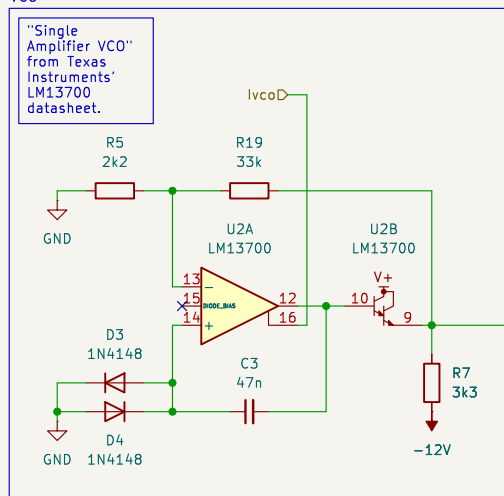 "Single
Amplifier VCO"
from Texas
Instruments'
LM13700
datasheet.
Ivco
R5
2k2
R19
33k
GND
U2A
LM13700
U2B
LM13700
13
15
14
DIODE_BIAS
12
16
V+
10
9
D3
1N4148
C3
47n
R7
3k3
GND
D4
1N4148
-12V